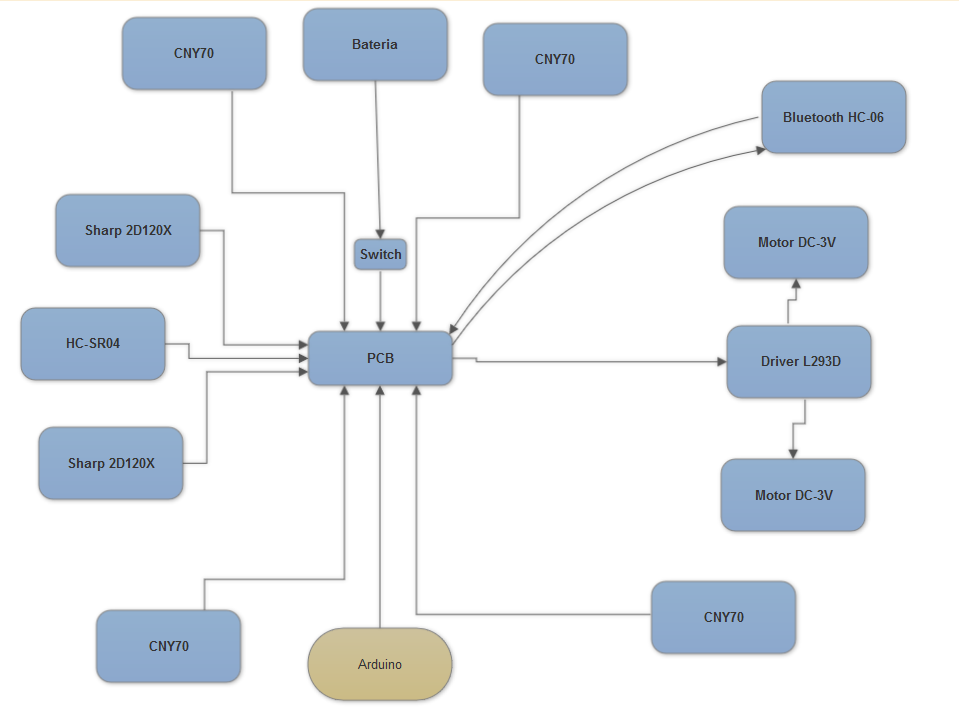 Bateria
CNY70
CNY70
Bluetooth HC-06
Sharp 2D120X
Motor DC-3V
Switch
HC-SR04
PCB
Driver L293D
Sharp 2D120X
Motor DC-3V
CNY70
CNY70
Arduino